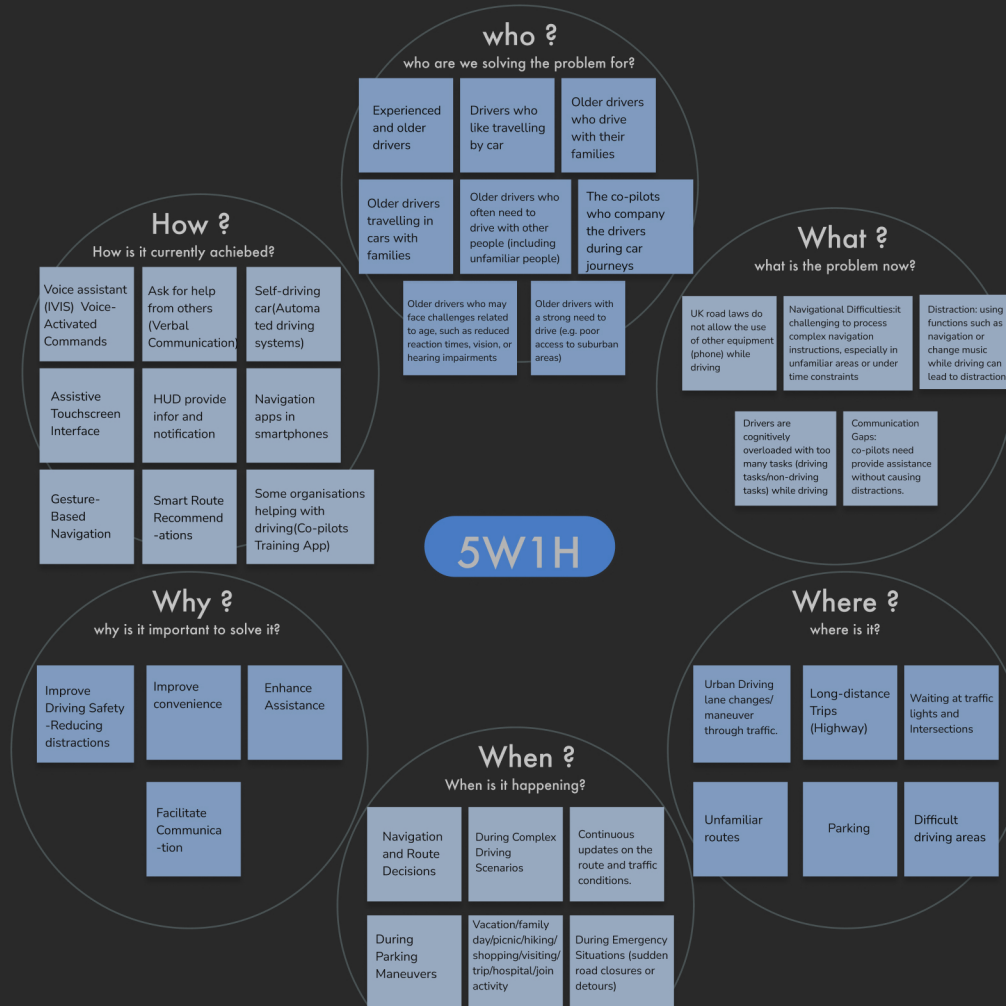 who ?
who are we solving the problem for?
Experienced
and older
drivers
Drivers who
like travelling
by car
Older drivers
who drive
with their
families
Older drivers
travelling in
cars with
families
Older drivers who
often need to
drive with other
people (including
unfamiliar people)
The co-pilots
who company
the drivers
during car
journeys
Older drivers who may
face challenges related
to age, such as reduced
reaction times, vision, or
hearing impairments
Older drivers with
a strong need to
drive (e.g. poor
access to suburban
areas)
How ?
How is it currently achiebed?
Voice assistant
(IVIS) Voice-
Activated
Commands
Ask for help
from others
(Verbal
Communication)
Self-driving
car(Automa
ted driving
systems)
Assistive
Touchscreen
Interface
HUD provide
infor and
notification
Navigation
apps in
smartphones
Gesture-
Based
Navigation
Smart Route
Recommend
-ations
Some organisations
helping with
driving(Co-pilots
Training App)
What ?
what is the problem now?
UK road laws do
not allow the use
of other equipment
(phone) while
driving
Navigational Difficulties:it
challenging to process
complex navigation
instructions, especially in
unfamiliar areas or under
time constraints
Distraction: using
functions such as
navigation or
change music
while driving can
lead to distraction
Drivers are
cognitively
overloaded with too
many tasks (driving
tasks/non-driving
tasks) while driving
Communication
Gaps:
co-pilots need
provide assistance
without causing
distractions.
5W1H
Why ?
why is it important to solve it?
Improve
Driving Safety
-Reducing
distractions
Improve
convenience
Enhance
Assistance
Facilitate
Communica
-tion
When ?
When is it happening?
Navigation
and Route
Decisions
During Complex
Driving
Scenarios
Continuous
updates on the
route and traffic
conditions.
During
Parking
Maneuvers
Vacation/family
day/picnic/hiking/
shopping/visiting/
trip/hospital/join
activity
During Emergency
Situations (sudden
road closures or
detours)
Where ?
where is it?
Urban Driving
lane changes/
maneuver
through traffic.
Long-distance
Trips
(Highway)
Waiting at traffic
lights and
Intersections
Unfamiliar
routes
Parking
Difficult
driving areas